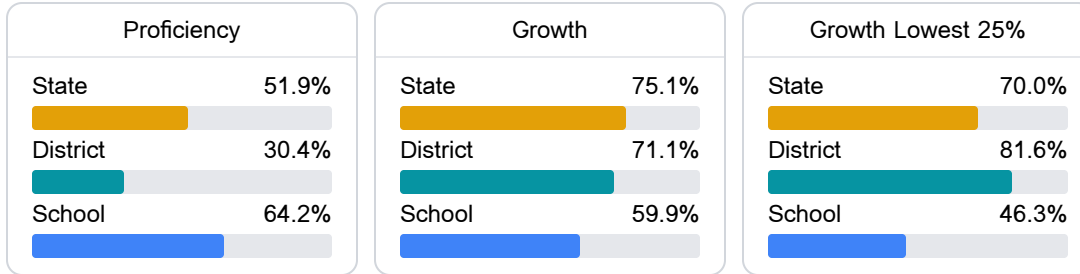 Proficiency
State 51.9%
District 30.4%
School 64.2%
Growth
State 75.1%
District 71.1%
School 59.9%
Growth Lowest 25%
State 70.0%
District 81.6%
School 46.3%